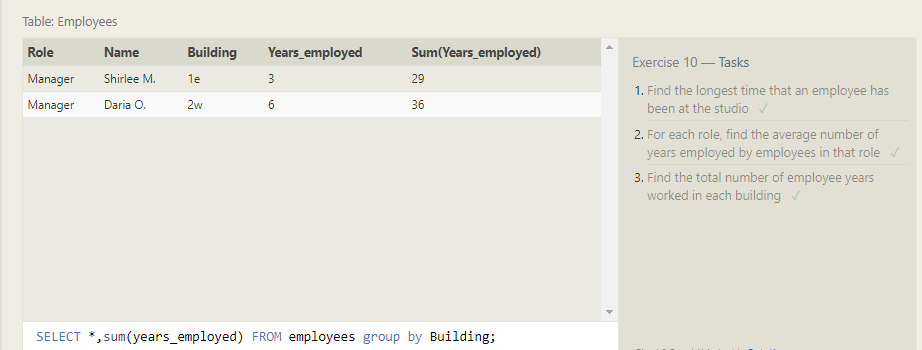 Table: Employees
Role Name Building Years_employed Sum(Years_employed)
Manager Shirlee M. 1e 3 29
Manager Daria O. 2w 6 36
Exercise 10 — Tasks
1. Find the longest time that an employee has
been at the studio ✓
2. For each role, find the average number of
years employed by employees in that role ✓
3. Find the total number of employee years
worked in each building ✓
SELECT *,sum(years_employed) FROM employees group by Building;